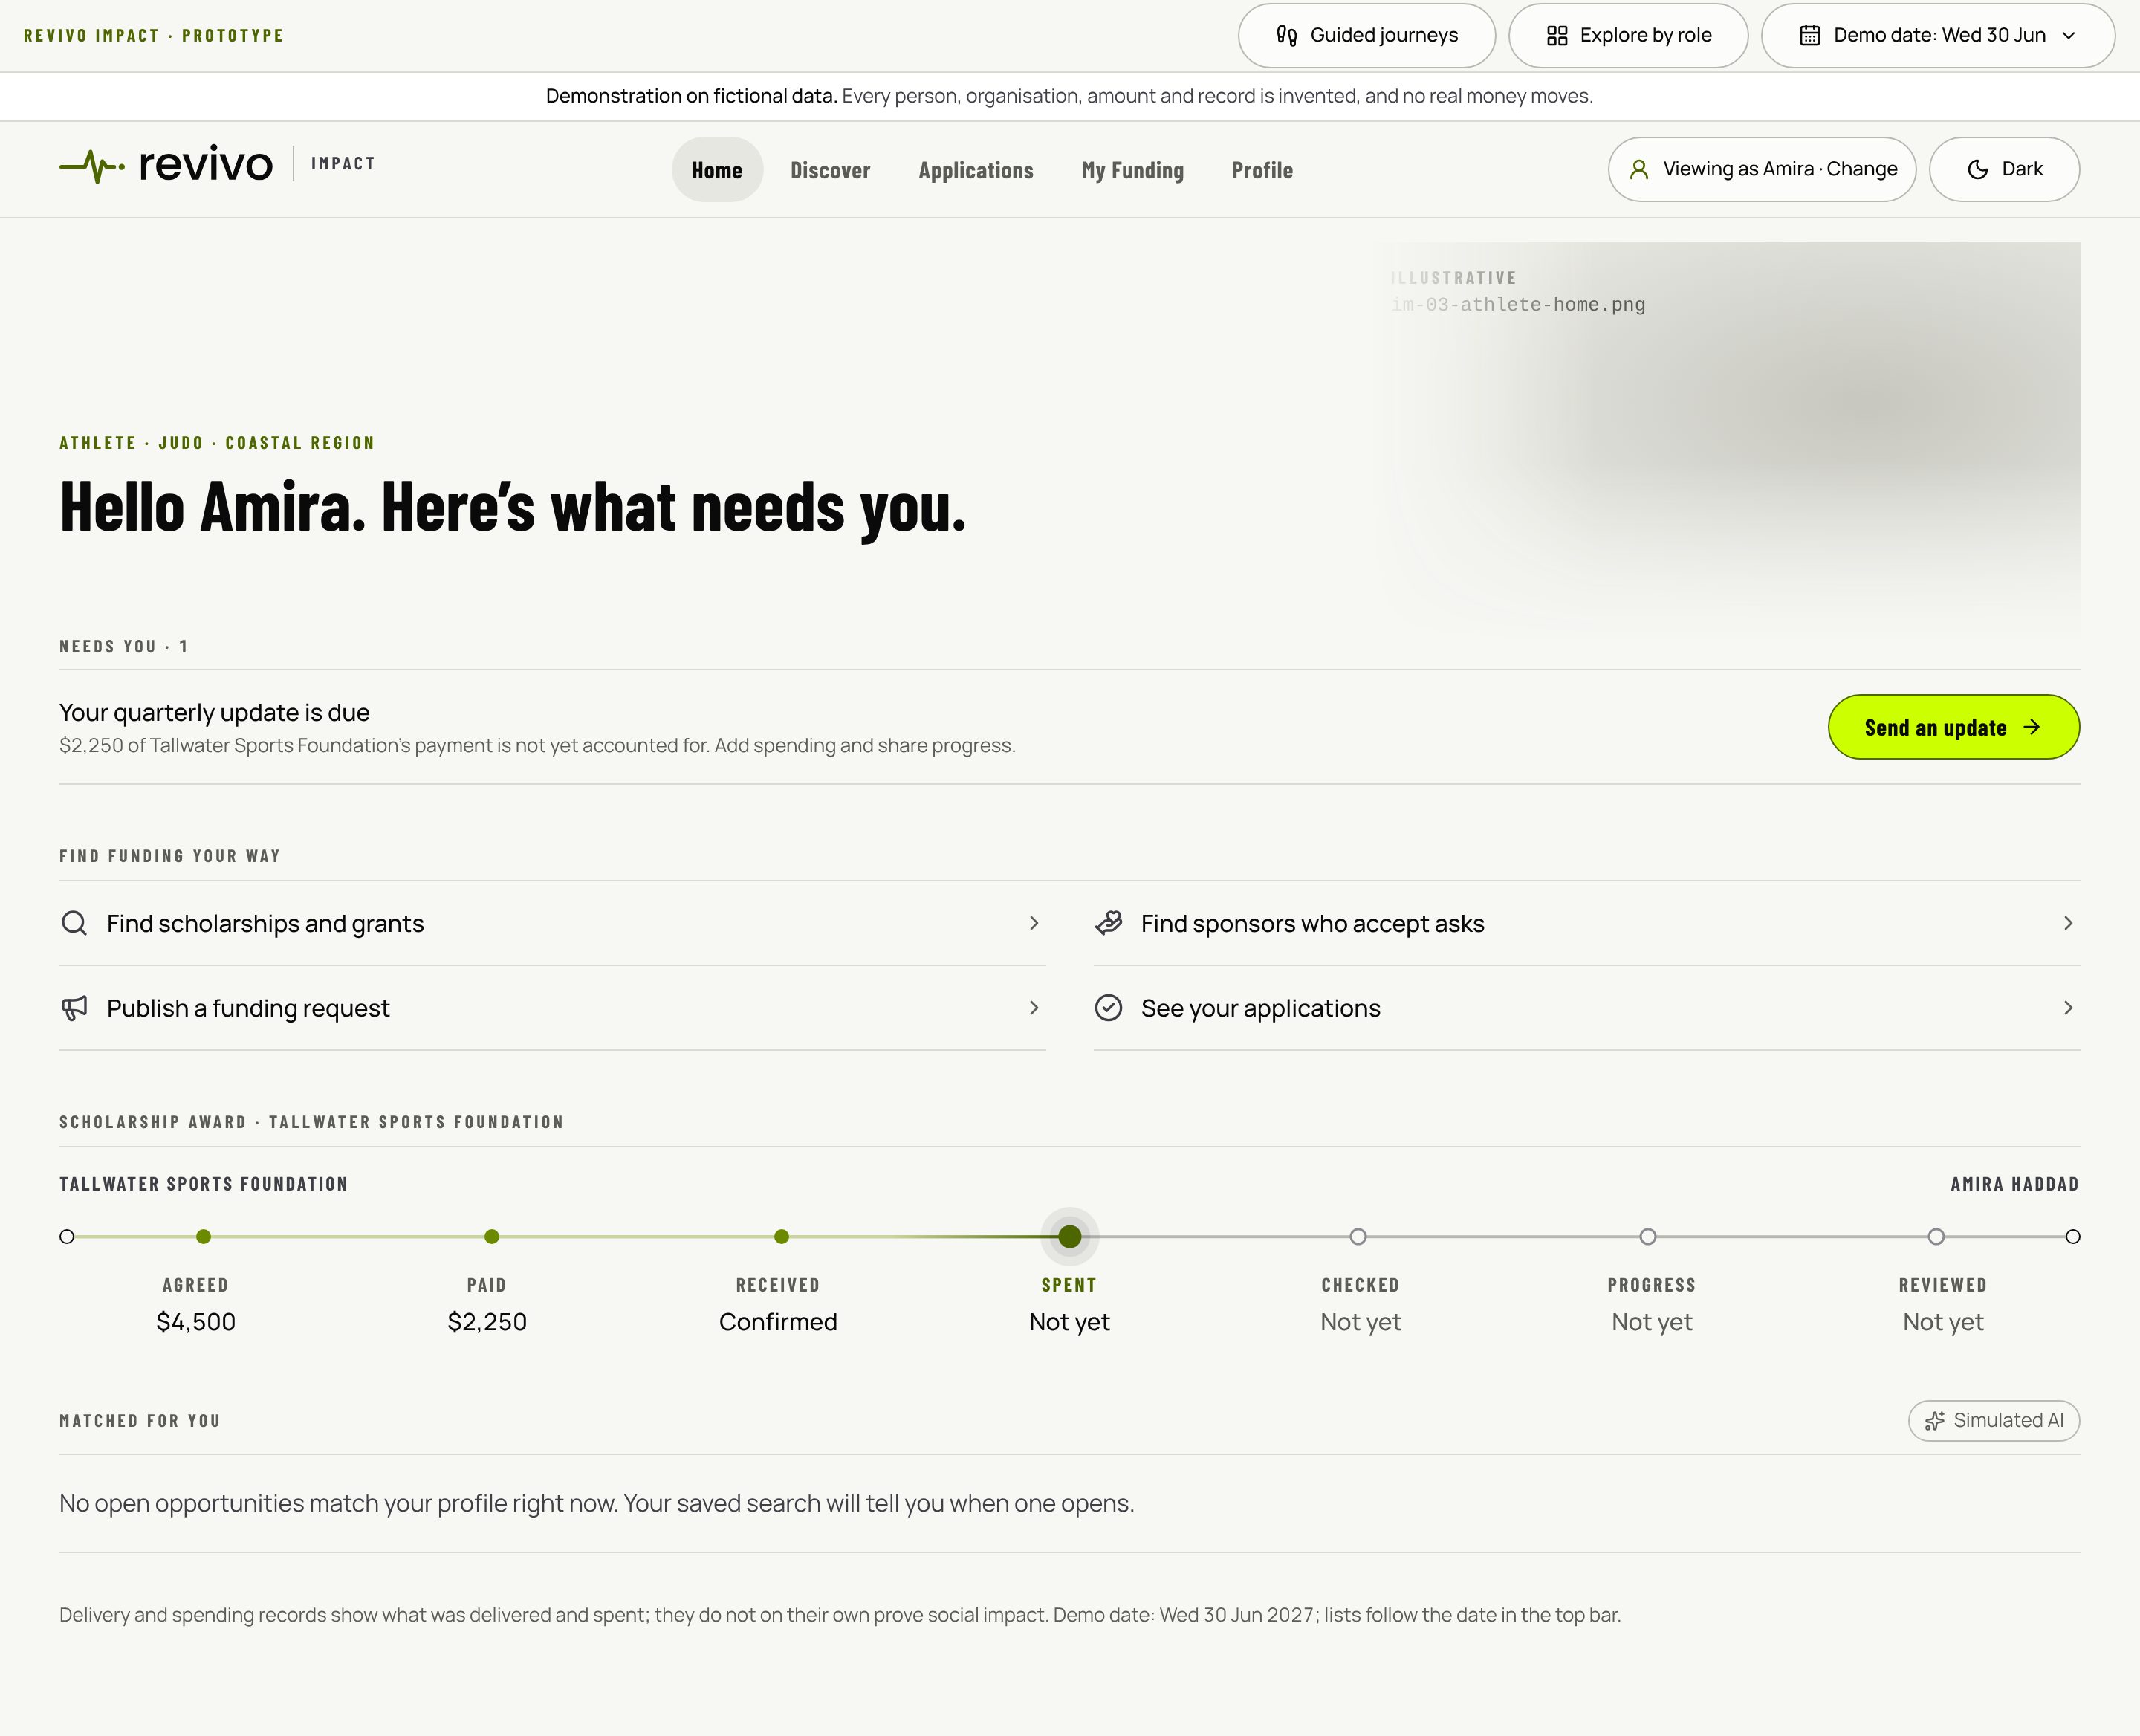 REVIVO IMPACT · PROTOTYPE
Guided journeys
Explore by role
Demo date: Wed 30 Jun
Demonstration on fictional data. Every person, organisation, amount and record is invented, and no real money moves.
revivo
IMPACT
Home
Discover
Applications
My Funding
Profile
Viewing as Amira · Change
Dark
ILLUSTRATIVE
im-03-athlete-home.png
ATHLETE · JUDO · COASTAL REGION
Hello Amira. Here’s what needs you.
NEEDS YOU · 1
Your quarterly update is due
$2,250 of Tallwater Sports Foundation’s payment is not yet accounted for. Add spending and share progress.
Send an update
FIND FUNDING YOUR WAY
Find scholarships and grants
Find sponsors who accept asks
Publish a funding request
See your applications
SCHOLARSHIP AWARD · TALLWATER SPORTS FOUNDATION
TALLWATER SPORTS FOUNDATION
AMIRA HADDAD
AGREED
PAID
RECEIVED
SPENT
CHECKED
PROGRESS
REVIEWED
$4,500
$2,250
Confirmed
Not yet
Not yet
Not yet
Not yet
MATCHED FOR YOU
Simulated AI
No open opportunities match your profile right now. Your saved search will tell you when one opens.
Delivery and spending records show what was delivered and spent; they do not on their own prove social impact. Demo date: Wed 30 Jun 2027; lists follow the date in the top bar.